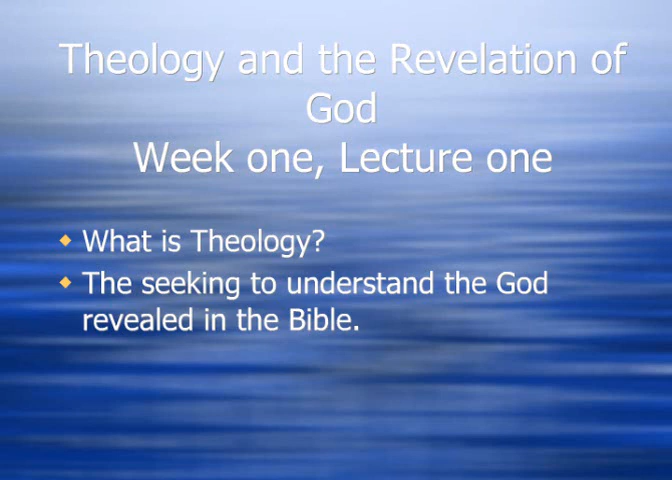 Theology and the Revelation of
God
Week one, Lecture one
What is Theology?
The seeking to understand the God
revealed in the Bible.